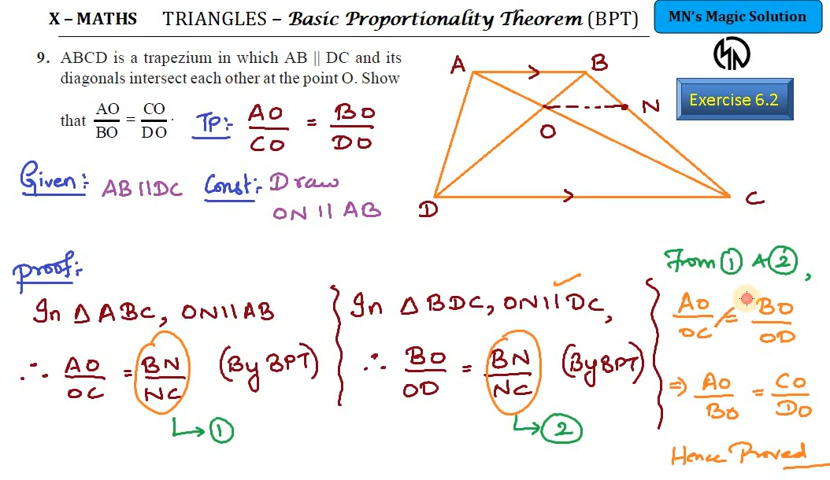 X – MATHS TRIANGLES – Basic Proportionality Theorem (BPT)
MN's Magic Solution
MN
Exercise 6.2
9. ABCD is a trapezium in which AB || DC and its
diagonals intersect each other at the point O. Show
that AO/BO = CO/DO.
TP:- AO/CO = BO/DO
Given:- AB || DC
Const:- Draw
ON || AB
A
B
N
O
D
C
Proof:-
In Δ ABC, ON || AB
∴ AO/OC = BN/NC (By BPT)
→ ①
In Δ BDC, ON || DC,
∴ BO/OD = BN/NC (By BPT)
→ ②
From ① & ②,
AO/OC = BO/OD
⇒ AO/BO = CO/DO
Hence Proved